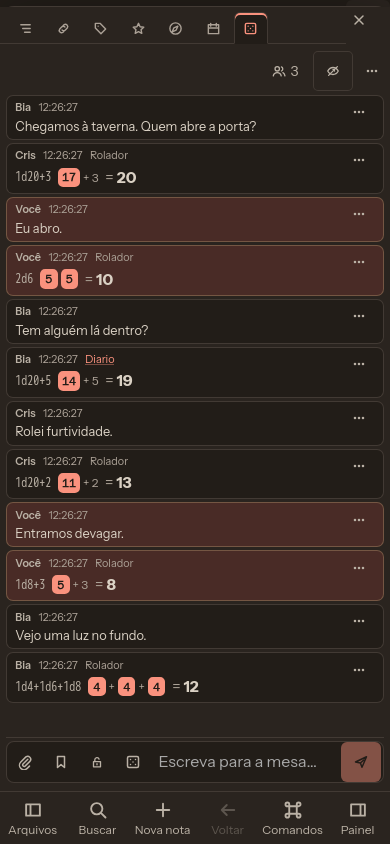 3
Bia 12:26:27
Chegamos à taverna. Quem abre a porta?
Cris 12:26:27 Rolador
1d20+3 17 + 3 = 20
Você 12:26:27
Eu abro.
Você 12:26:27 Rolador
2d6 5 5 = 10
Bia 12:26:27
Tem alguém lá dentro?
Bia 12:26:27 Diario
1d20+5 14 + 5 = 19
Cris 12:26:27
Rolei furtividade.
Cris 12:26:27 Rolador
1d20+2 11 + 2 = 13
Você 12:26:27
Entramos devagar.
Você 12:26:27 Rolador
1d8+3 5 + 3 = 8
Bia 12:26:27
Vejo uma luz no fundo.
Bia 12:26:27 Rolador
1d4+1d6+1d8 4 + 4 + 4 = 12
Escreva para a mesa...
Arquivos Buscar Nova nota Voltar Comandos Painel